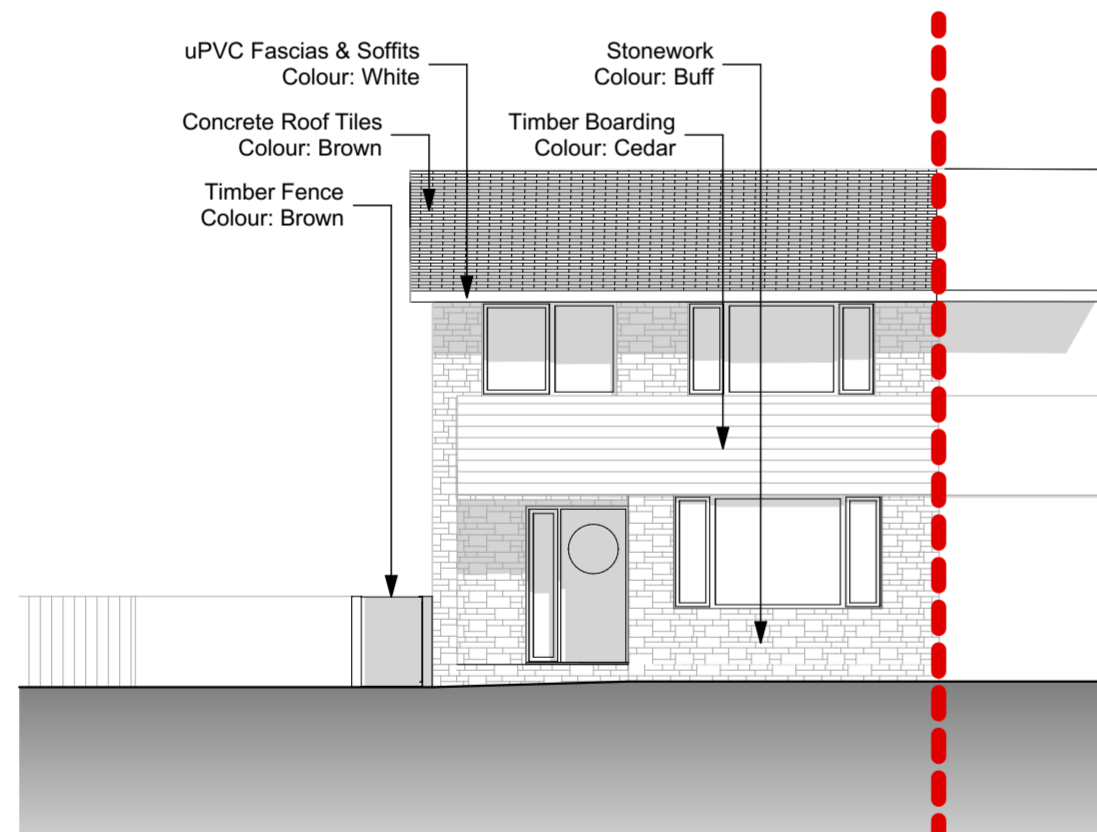 uPVC Fascias & Soffits
Colour: White
Stonework
Colour: Buff
Concrete Roof Tiles
Colour: Brown
Timber Boarding
Colour: Cedar
Timber Fence
Colour: Brown